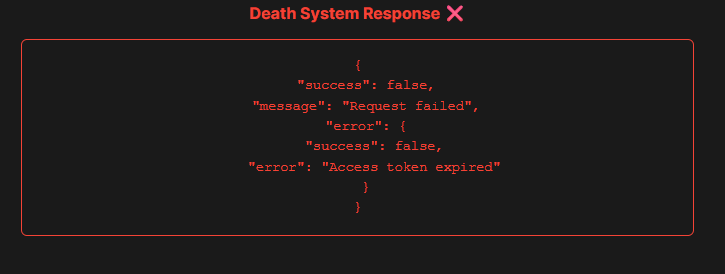 Death System Response ❌
{
"success": false,
"message": "Request failed",
"error": {
"success": false,
"error": "Access token expired"
}
}